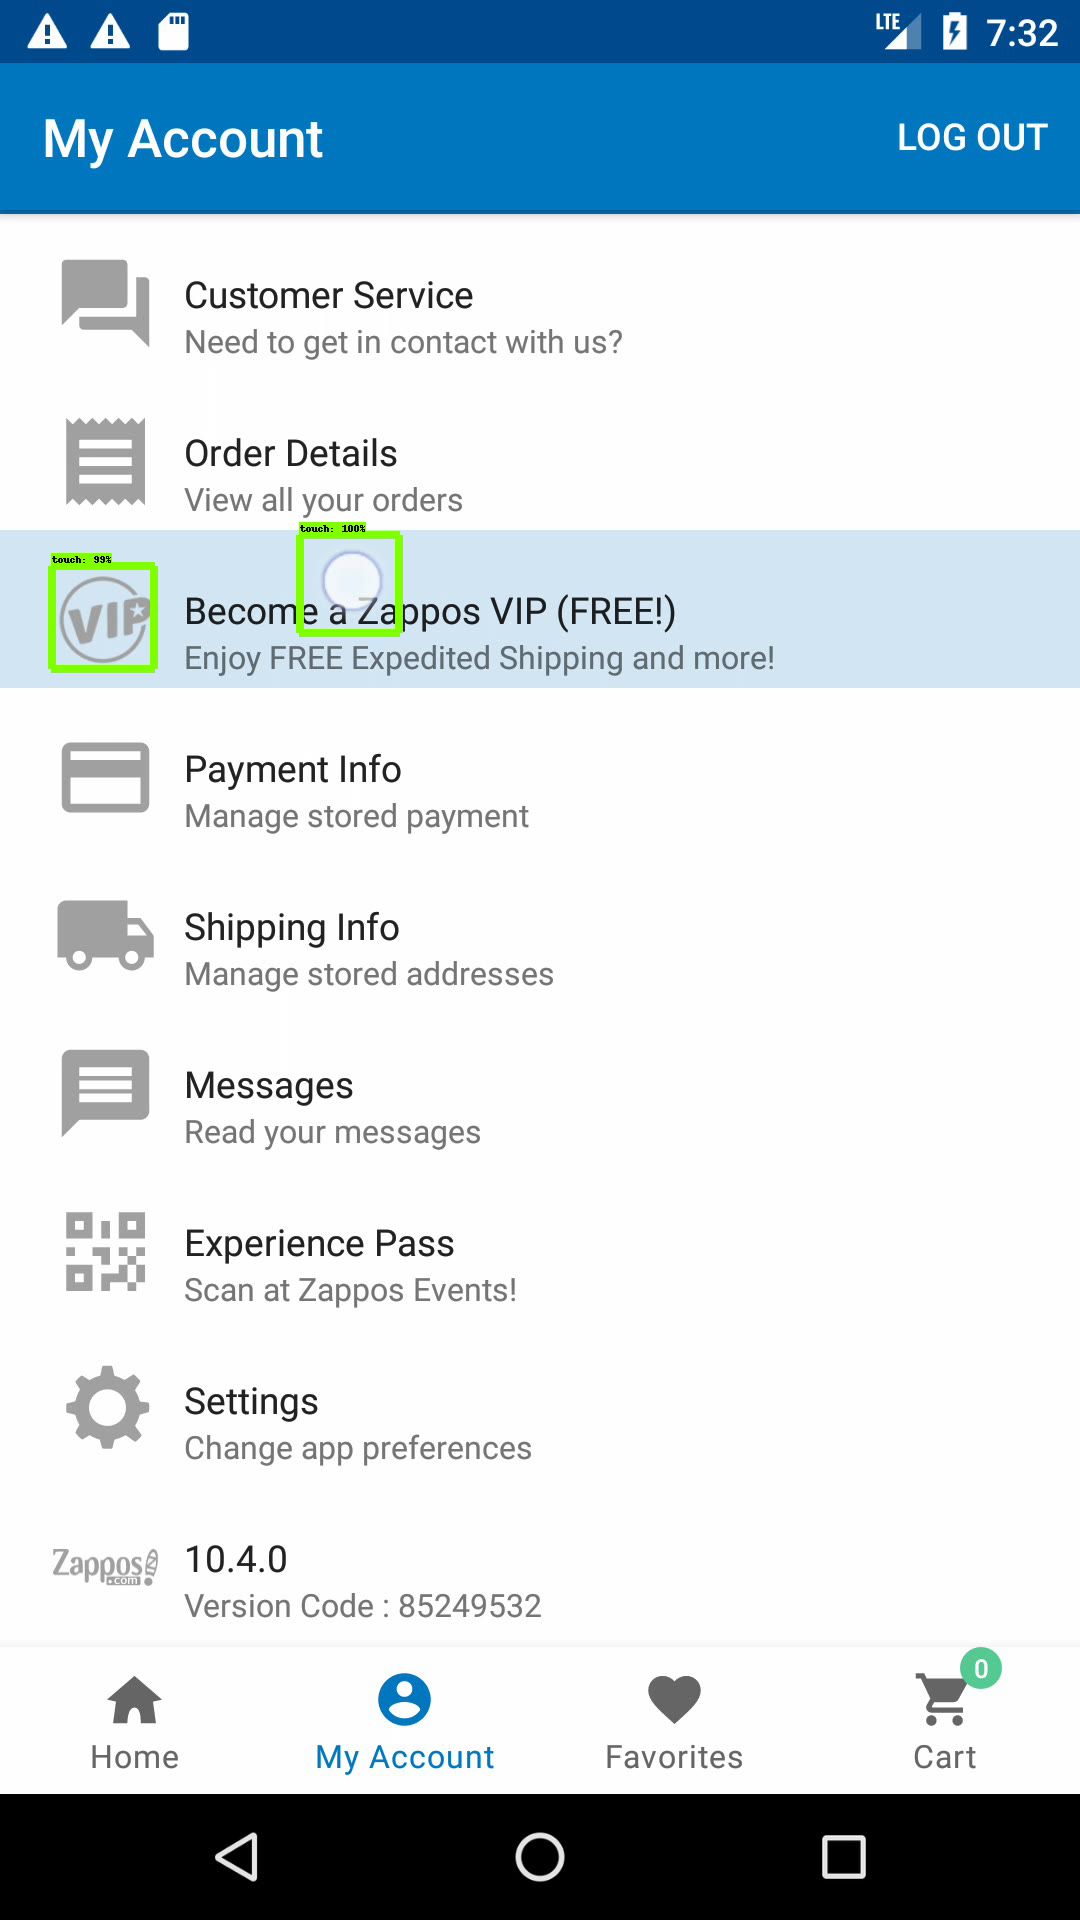 LTE 7:32
My Account LOG OUT
Customer Service
Need to get in contact with us?
Order Details
View all your orders
touch: 100%
touch: 99%
VIP
Become a Zappos VIP (FREE!)
Enjoy FREE Expedited Shipping and more!
Payment Info
Manage stored payment
Shipping Info
Manage stored addresses
Messages
Read your messages
Experience Pass
Scan at Zappos Events!
Settings
Change app preferences
Zappos
.com
10.4.0
Version Code : 85249532
0
Home My Account Favorites Cart